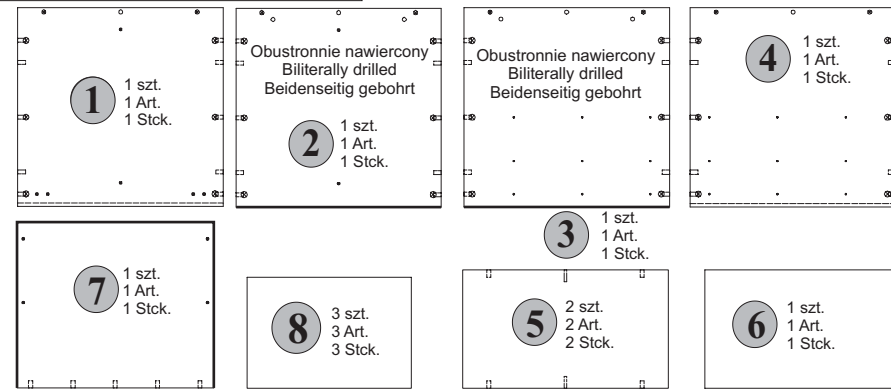 1
1 szt.
1 Art.
1 Stck.
Obustronnie nawiercony
Biliterally drilled
Beidenseitig gebohrt
2
1 szt.
1 Art.
1 Stck.
Obustronnie nawiercony
Biliterally drilled
Beidenseitig gebohrt
4
1 szt.
1 Art.
1 Stck.
3
1 szt.
1 Art.
1 Stck.
7
1 szt.
1 Art.
1 Stck.
8
3 szt.
3 Art.
3 Stck.
5
2 szt.
2 Art.
2 Stck.
6
1 szt.
1 Art.
1 Stck.